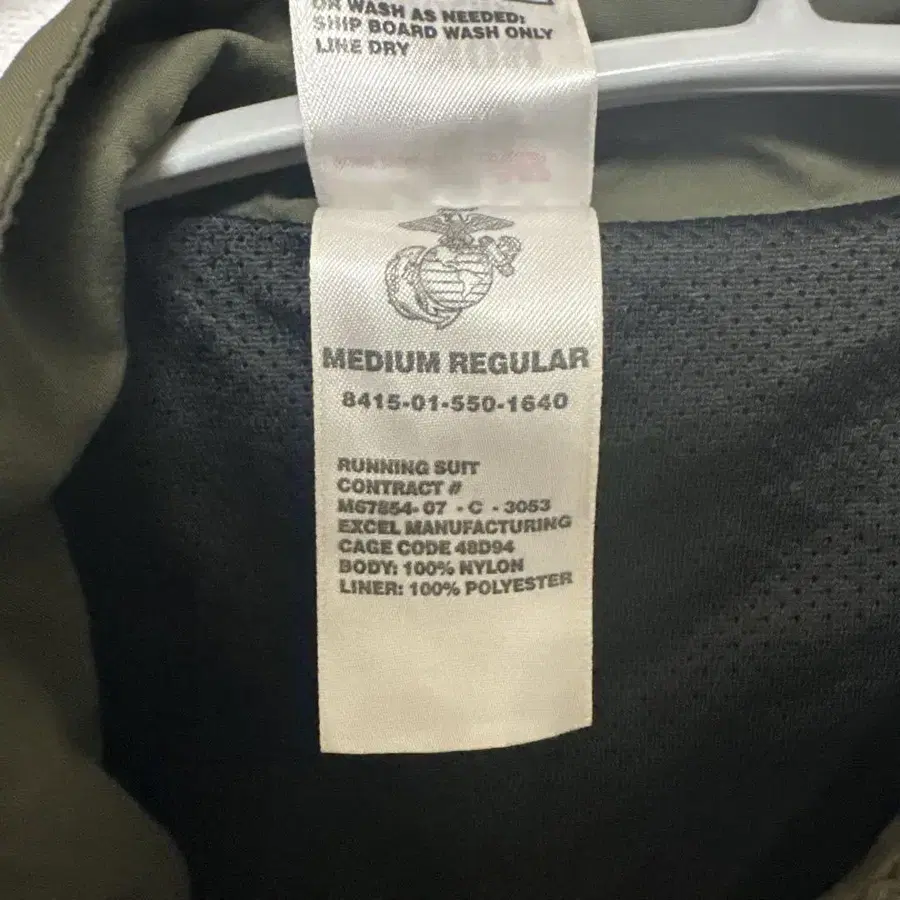 OR WASH AS NEEDED;
SHIP BOARD WASH ONLY
LINE DRY
MEDIUM REGULAR
8415-01-550-1640
RUNNING SUIT
CONTRACT #
M67854-07 - C - 3053
EXCEL MANUFACTURING
CAGE CODE 48D94
BODY: 100% NYLON
LINER: 100% POLYESTER